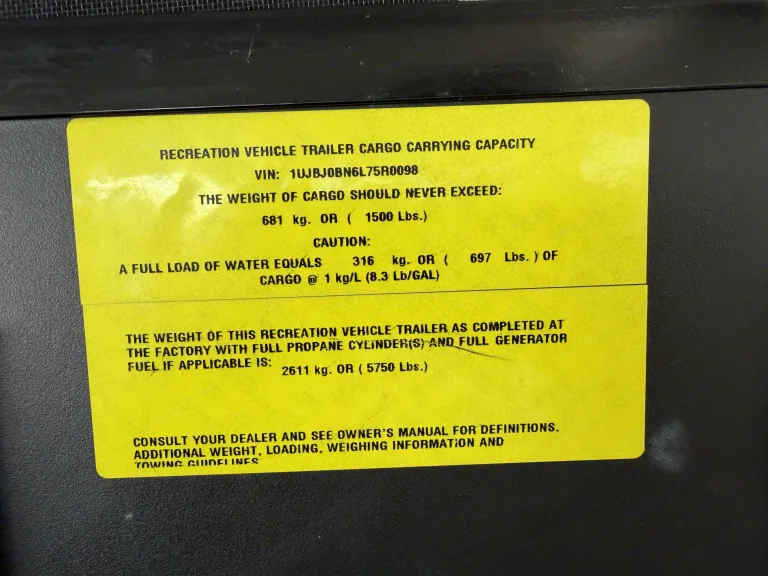 RECREATION VEHICLE TRAILER CARGO CARRYING CAPACITY
VIN: 1UJBJ0BN6L75R0098
THE WEIGHT OF CARGO SHOULD NEVER EXCEED:
681 kg. OR ( 1500 Lbs.)
CAUTION:
A FULL LOAD OF WATER EQUALS 316 kg. OR ( 697 Lbs. ) OF
CARGO @ 1 kg/L (8.3 Lb/GAL)
THE WEIGHT OF THIS RECREATION VEHICLE TRAILER AS COMPLETED AT
THE FACTORY WITH FULL PROPANE CYLINDER(S) AND FULL GENERATOR
FUEL IF APPLICABLE IS: 2611 kg. OR ( 5750 Lbs.)
CONSULT YOUR DEALER AND SEE OWNER'S MANUAL FOR DEFINITIONS,
ADDITIONAL WEIGHT, LOADING, WEIGHING INFORMATION AND
TOWING GUIDELINES